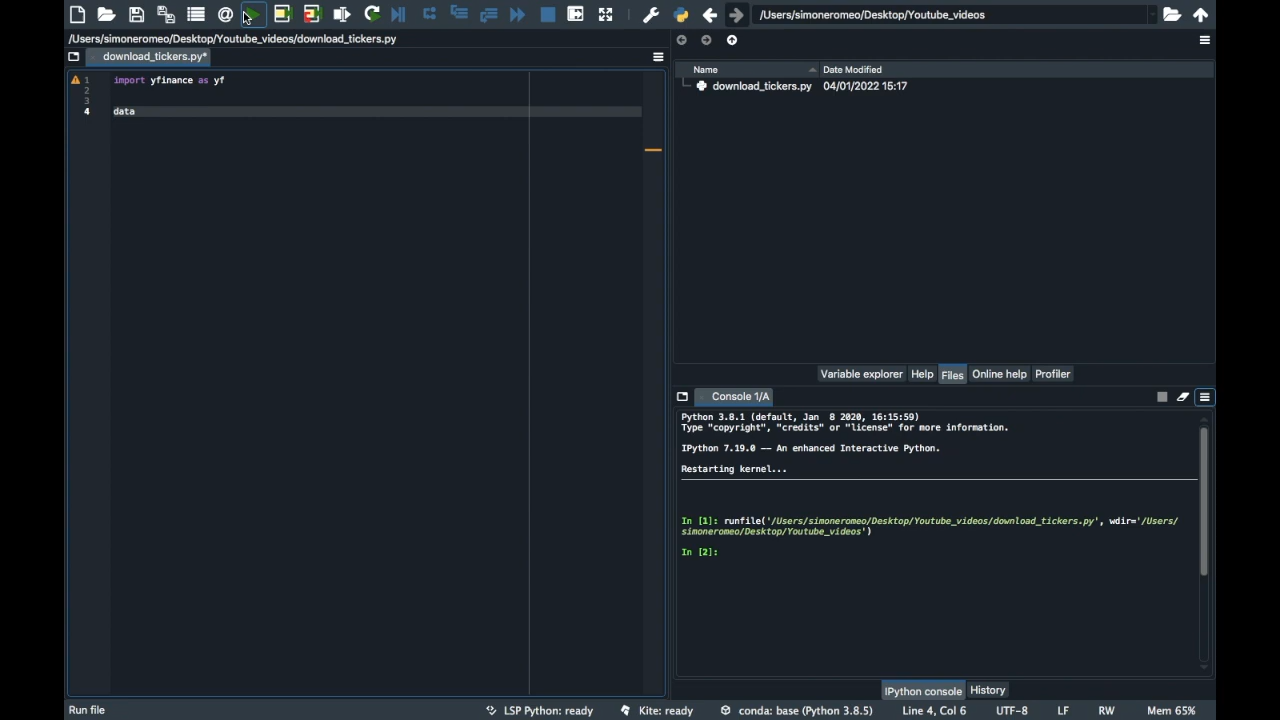 /Users/simoneromeo/Desktop/Youtube_videos
/Users/simoneromeo/Desktop/Youtube_videos/download_tickers.py
download_tickers.py*
1 import yfinance as yf
2
3
4 data
Name Date Modified
download_tickers.py 04/01/2022 15:17
Variable explorer Help Files Online help Profiler
Console 1/A
Python 3.8.1 (default, Jan  8 2020, 16:15:59)
Type "copyright", "credits" or "license" for more information.
IPython 7.19.0 -- An enhanced Interactive Python.
Restarting kernel...
In [1]: runfile('/Users/simoneromeo/Desktop/Youtube_videos/download_tickers.py', wdir='/Users/
simoneromeo/Desktop/Youtube_videos')
In [2]:
IPython console History
Run file LSP Python: ready Kite: ready conda: base (Python 3.8.5) Line 4, Col 6 UTF-8 LF RW Mem 65%